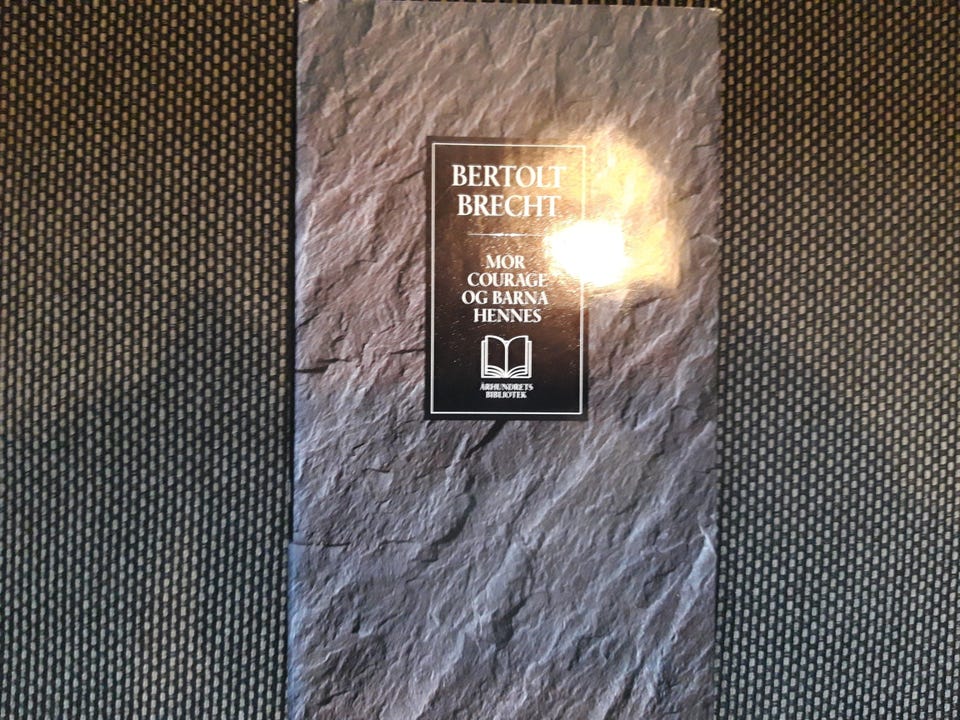 BERTOLT
BRECHT
MOR
COURAGE
OG BARNA
HENNES
ÅRHUNDRETS
BIBLIOTEK